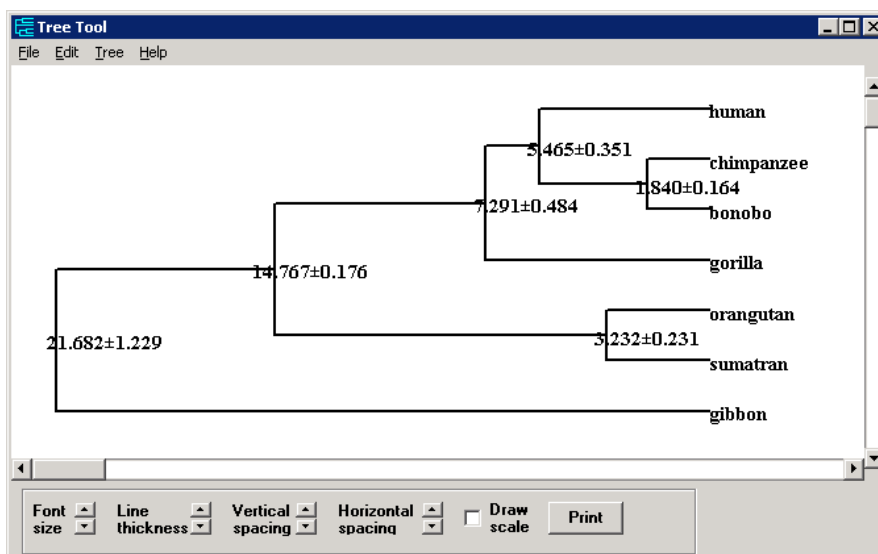 Tree Tool
File Edit Tree Help
human
5.465±0.351
chimpanzee
1.840±0.164
7.291±0.484
bonobo
gorilla
14.767±0.176
orangutan
3.232±0.231
21.682±1.229
sumatran
gibbon
Font size
Line thickness
Vertical spacing
Horizontal spacing
Draw scale
Print